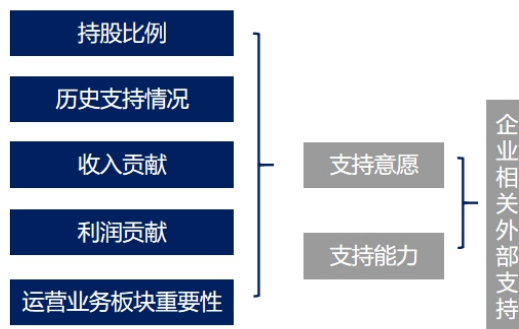 持股比例
历史支持情况
收入贡献
利润贡献
运营业务板块重要性
支持意愿
支持能力
企业相关外部支持